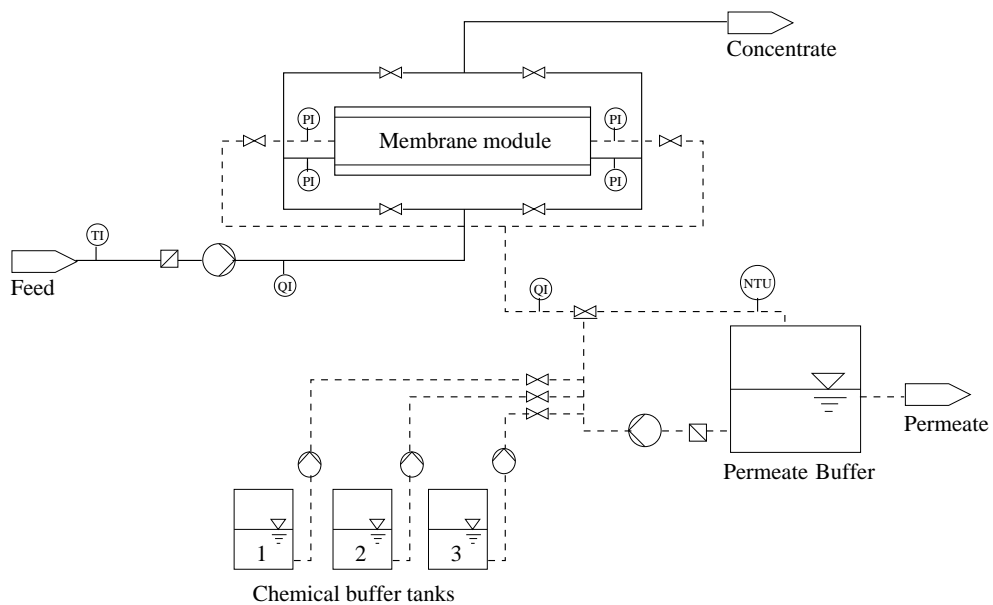 Concentrate
PI
PI
Membrane module
PI
PI
TI
Feed
QI
QI
NTU
Permeate
Permeate Buffer
1
2
3
Chemical buffer tanks